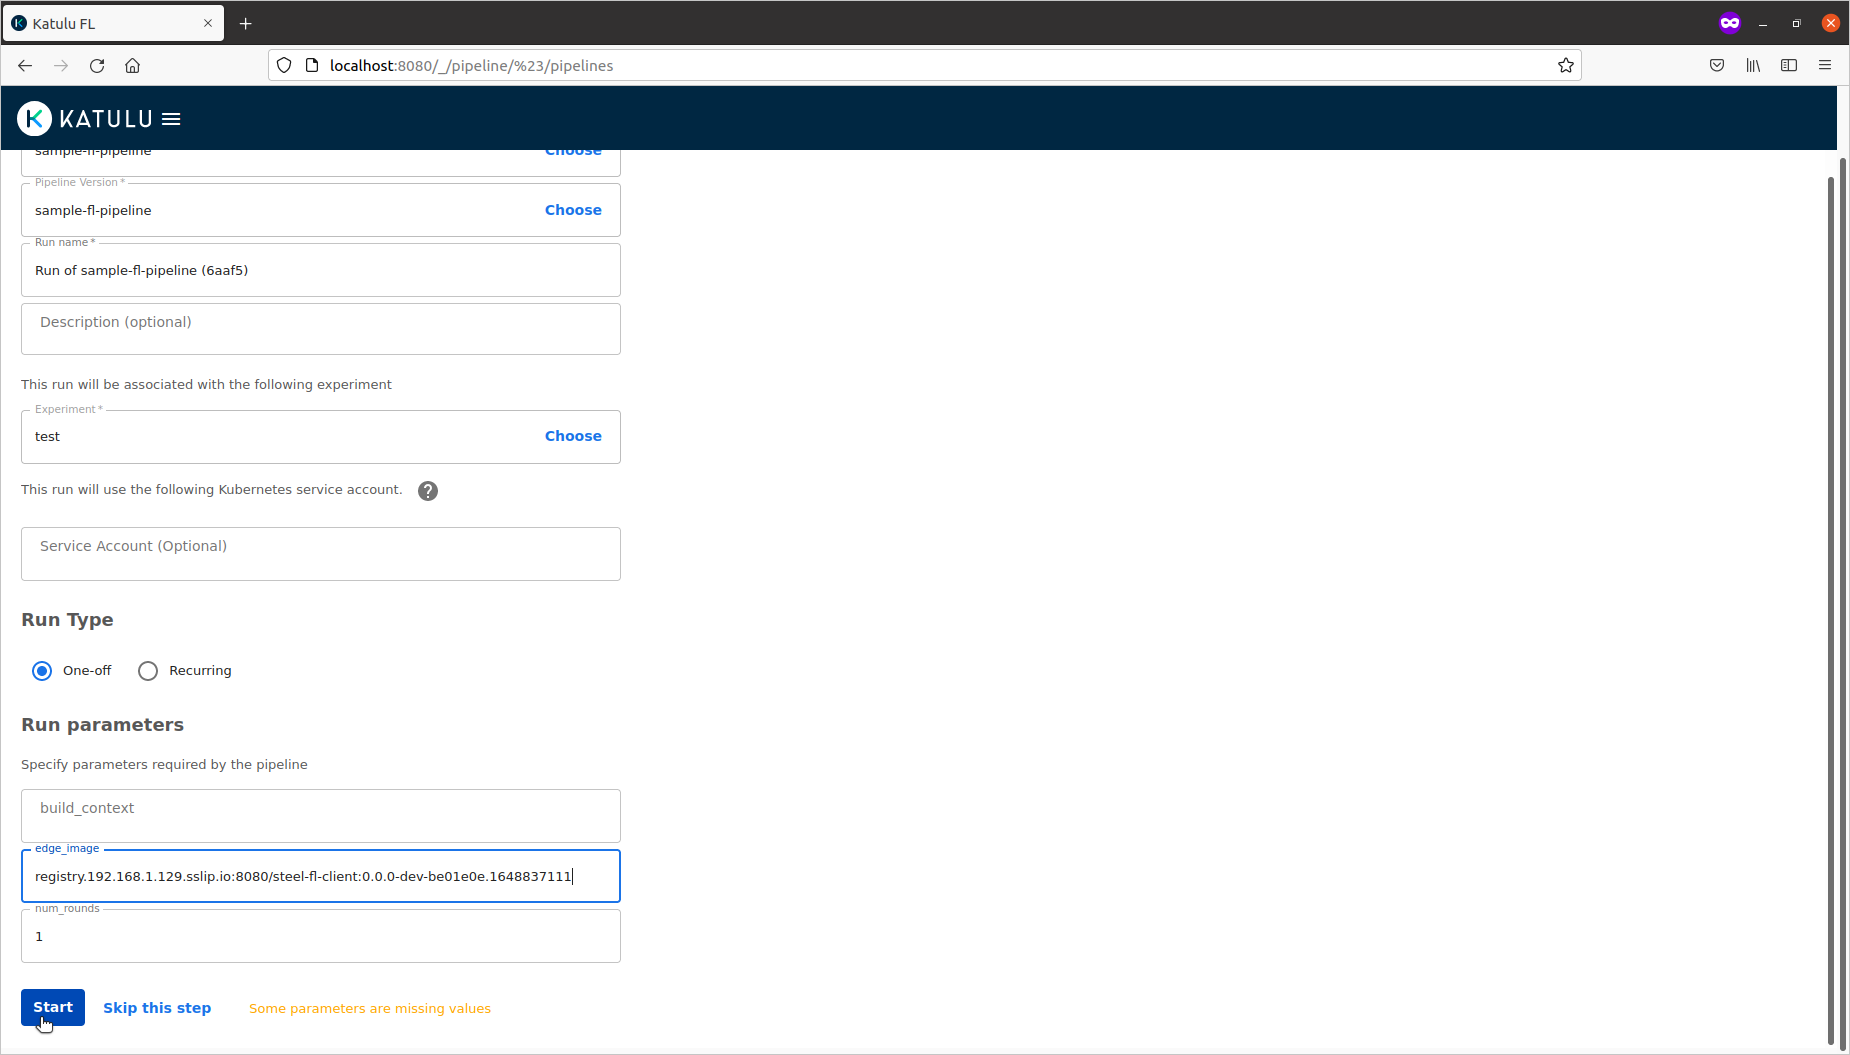 Katulu FL
localhost:8080/_/pipeline/%23/pipelines
KATULU
sample-fl-pipeline Choose
Pipeline Version *
sample-fl-pipeline Choose
Run name *
Run of sample-fl-pipeline (6aaf5)
Description (optional)
This run will be associated with the following experiment
Experiment *
test Choose
This run will use the following Kubernetes service account. ?
Service Account (Optional)
Run Type
One-off Recurring
Run parameters
Specify parameters required by the pipeline
build_context
edge_image
registry.192.168.1.129.sslip.io:8080/steel-fl-client:0.0.0-dev-be01e0e.1648837111
num_rounds
1
Start Skip this step Some parameters are missing values